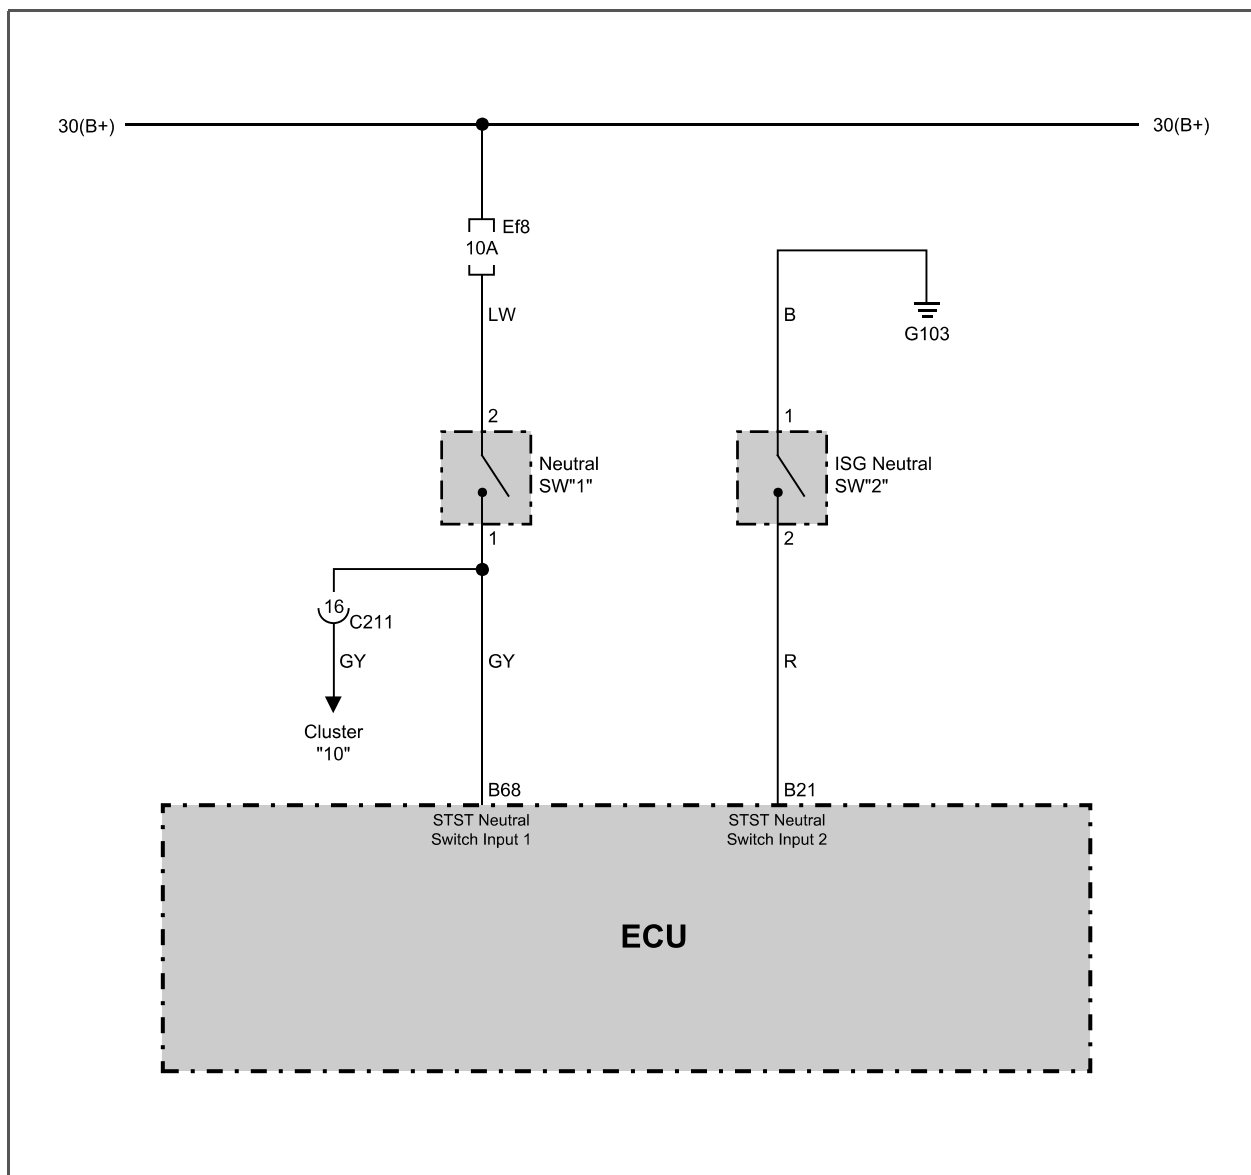 30(B+)
30(B+)
Ef8
10A
LW
B
G103
2
1
Neutral
SW"1"
ISG Neutral
SW"2"
1
2
16
C211
GY
GY
R
Cluster
"10"
B68
B21
STST Neutral
Switch Input 1
STST Neutral
Switch Input 2
ECU